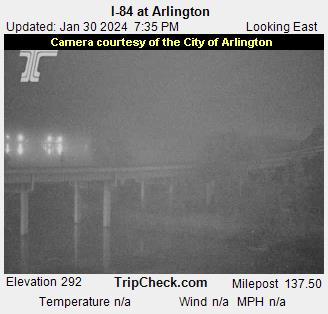 I-84 at Arlington
Updated: Jan 30 2024 7:35 PM Looking East
Camera courtesy of the City of Arlington
Elevation 292 TripCheck.com Milepost 137.50
Temperature n/a Wind n/a MPH n/a